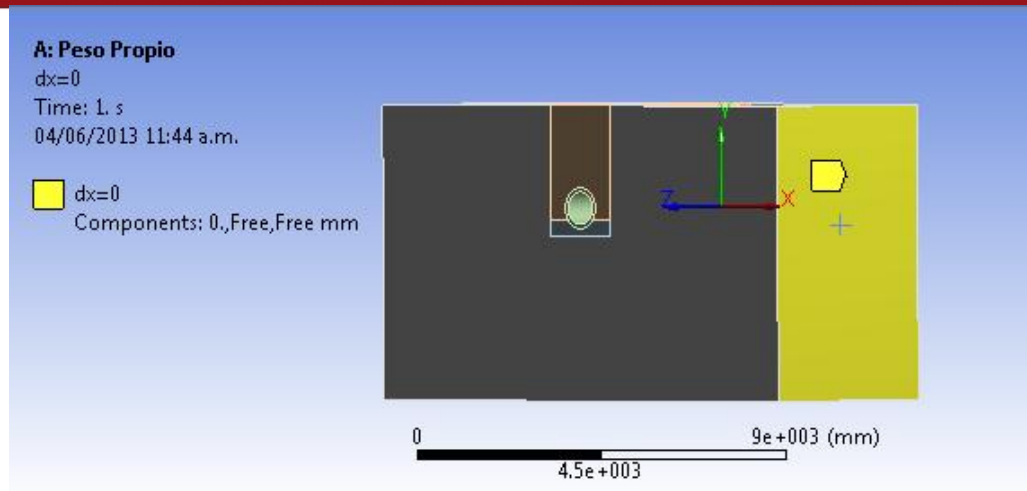 A: Peso Propio
dx=0
Time: 1. s
04/06/2013 11:44 a.m.
dx=0
Components: 0.,Free,Free mm
Y
Z
X
0
9e+003 (mm)
4.5e+003